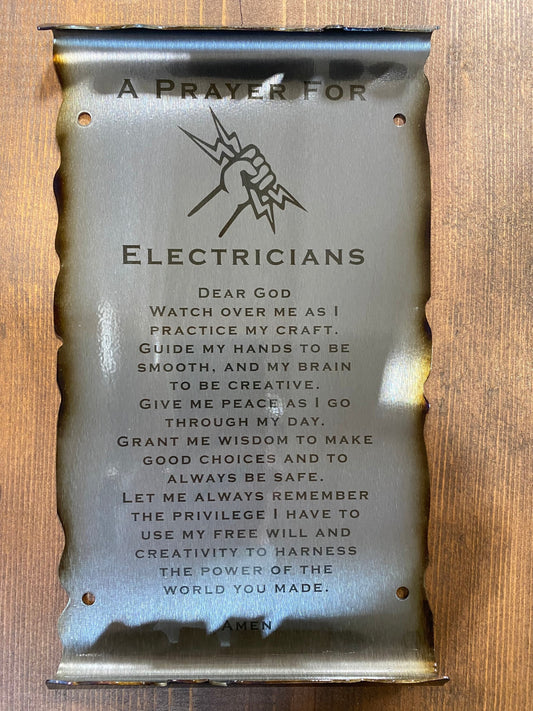 A Prayer For
Electricians
Dear God
Watch over me as I
practice my craft.
Guide my hands to be
smooth, and my brain
to be creative.
Give me peace as I go
through my day.
Grant me wisdom to make
good choices and to
always be safe.
Let me always remember
the privilege I have to
use my free will and
creativity to harness
the power of the
world you made.
Amen